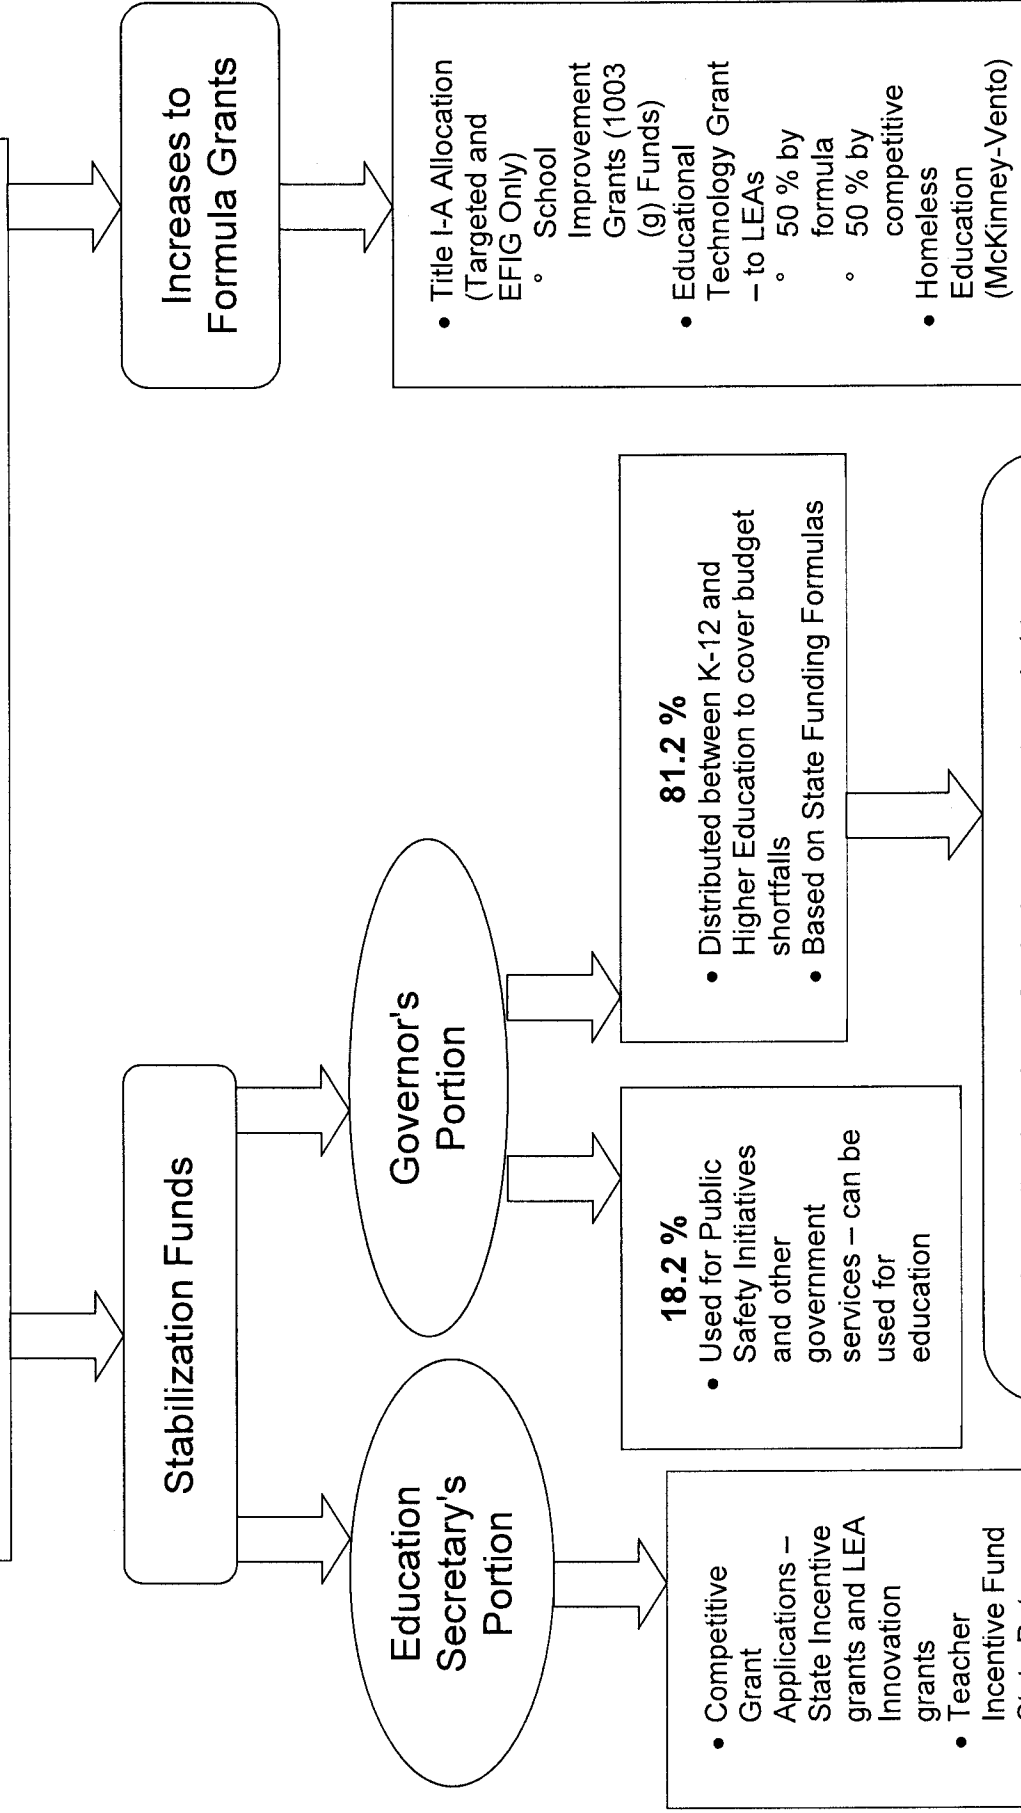 Stabilization Funds
Increases to
Formula Grants
Education
Secretary's
Portion
Governor's
Portion
• Competitive
Grant
Applications –
State Incentive
grants and LEA
Innovation
grants
• Teacher
Incentive Fund
18.2 %
• Used for Public
Safety Initiatives
and other
government
services – can be
used for
education
81.2 %
• Distributed between K-12 and
Higher Education to cover budget
shortfalls
• Based on State Funding Formulas
• Title I-A Allocation
(Targeted and
EFIG Only)
° School
Improvement
Grants (1003
(g) Funds)
• Educational
Technology Grant
– to LEAs
° 50 % by
formula
° 50 % by
competitive
• Homeless
Education
(McKinney-Vento)